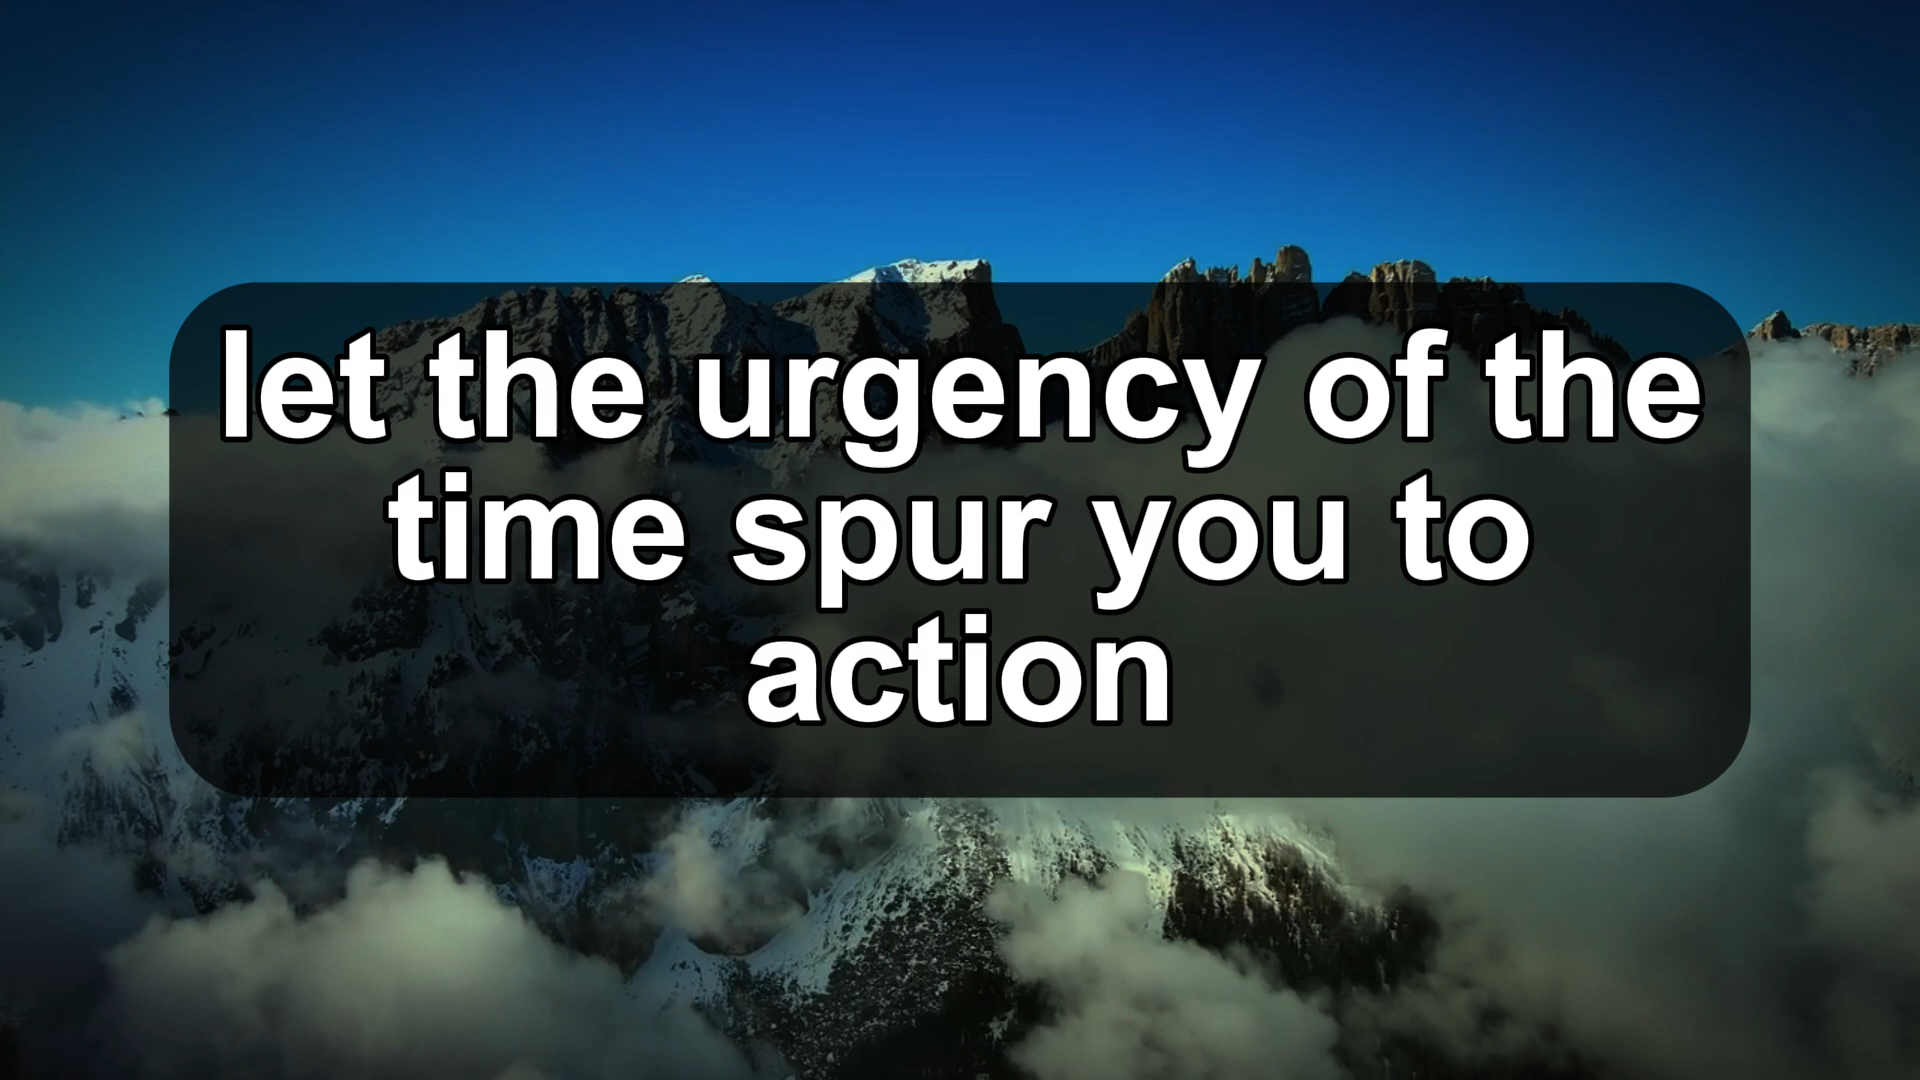 let the urgency of the
time spur you to
action